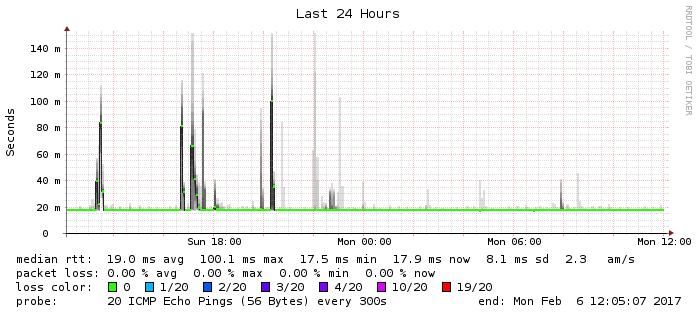 Last 24 Hours
RRDTOOL / TOBI OETIKER
Seconds
140 m
120 m
100 m
80 m
60 m
40 m
20 m
0
Sun 18:00 Mon 00:00 Mon 06:00 Mon 12:00
median rtt: 19.0 ms avg 100.1 ms max 17.5 ms min 17.9 ms now 8.1 ms sd 2.3 am/s
packet loss: 0.00 % avg 0.00 % max 0.00 % min 0.00 % now
loss color: 0 1/20 2/20 3/20 4/20 10/20 19/20
probe: 20 ICMP Echo Pings (56 Bytes) every 300s end: Mon Feb 6 12:05:07 2017